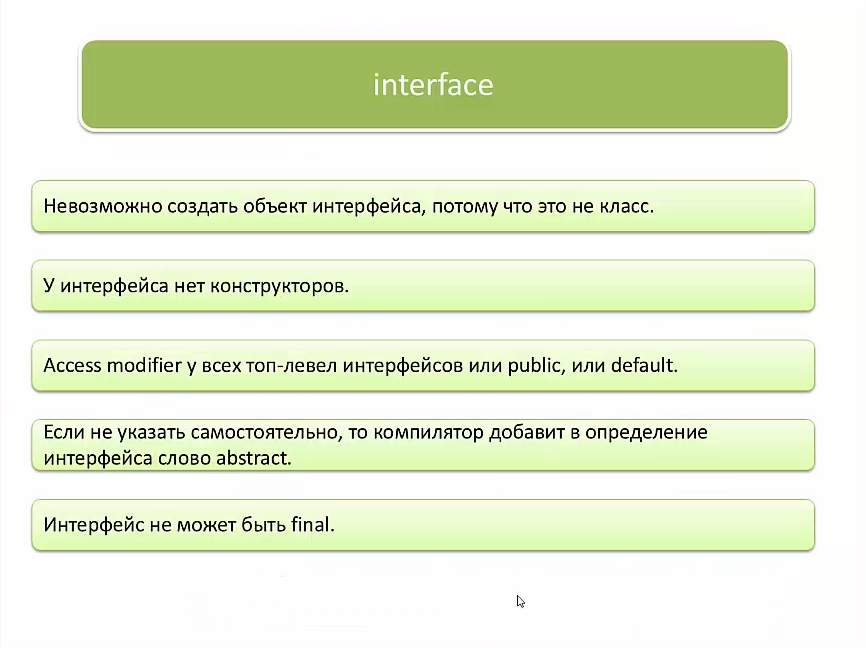 interface
Невозможно создать объект интерфейса, потому что это не класс.
У интерфейса нет конструкторов.
Access modifier у всех топ-левел интерфейсов или public, или default.
Если не указать самостоятельно, то компилятор добавит в определение
интерфейса слово abstract.
Интерфейс не может быть final.